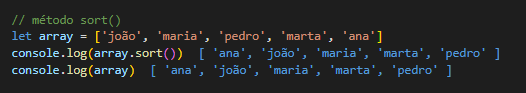 // método sort()
let array = ['joão', 'maria', 'pedro', 'marta', 'ana']
console.log(array.sort())  [ 'ana', 'joão', 'maria', 'marta', 'pedro' ]
console.log(array)  [ 'ana', 'joão', 'maria', 'marta', 'pedro' ]